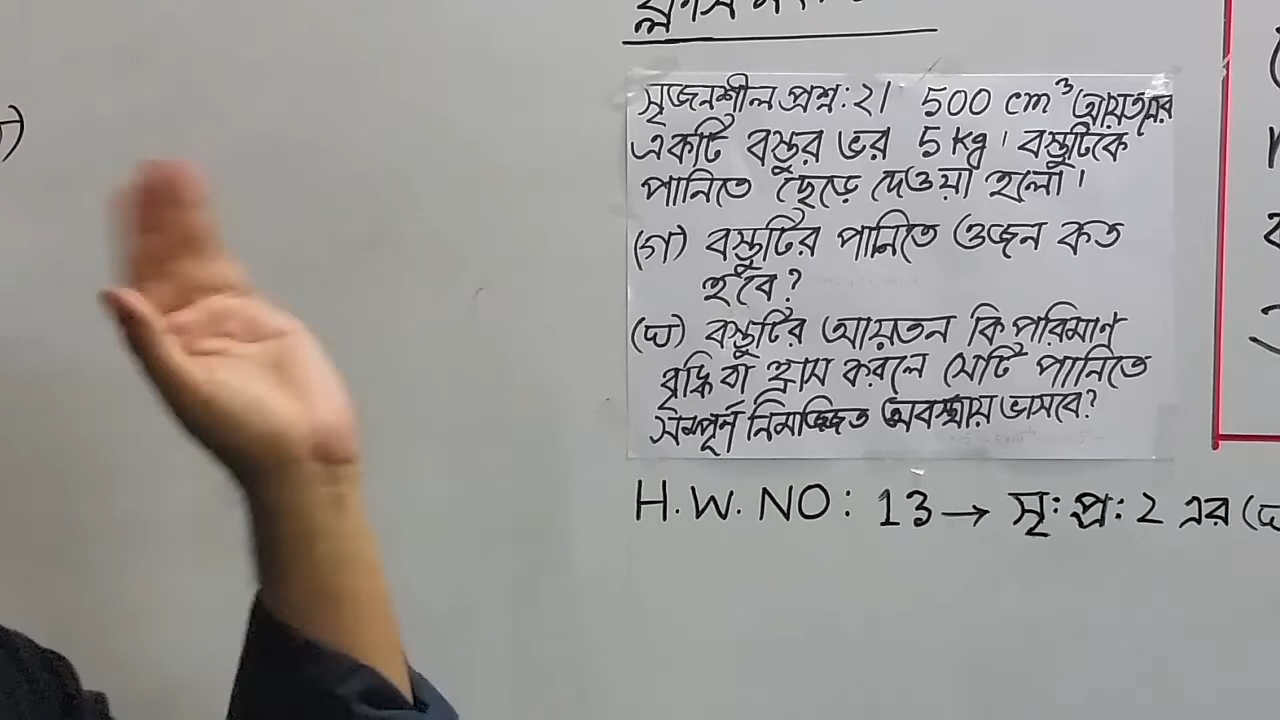 সৃজনশীল প্রশ্ন: ২। 500 cm³ আয়তনের
একটি বস্তুর ভর 5 kg। বস্তুটিকে
পানিতে ছেড়ে দেওয়া হলো।
(গ) বস্তুটির পানিতে ওজন কত
হবে?
(ঘ) বস্তুটির আয়তন কি পরিমাণ
বৃদ্ধি বা হ্রাস করলে সেটি পানিতে
সম্পূর্ন নিমজ্জিত অবস্থায় ভাসবে?
H.W. NO: 13 → সৃ: প্র: ২ এর